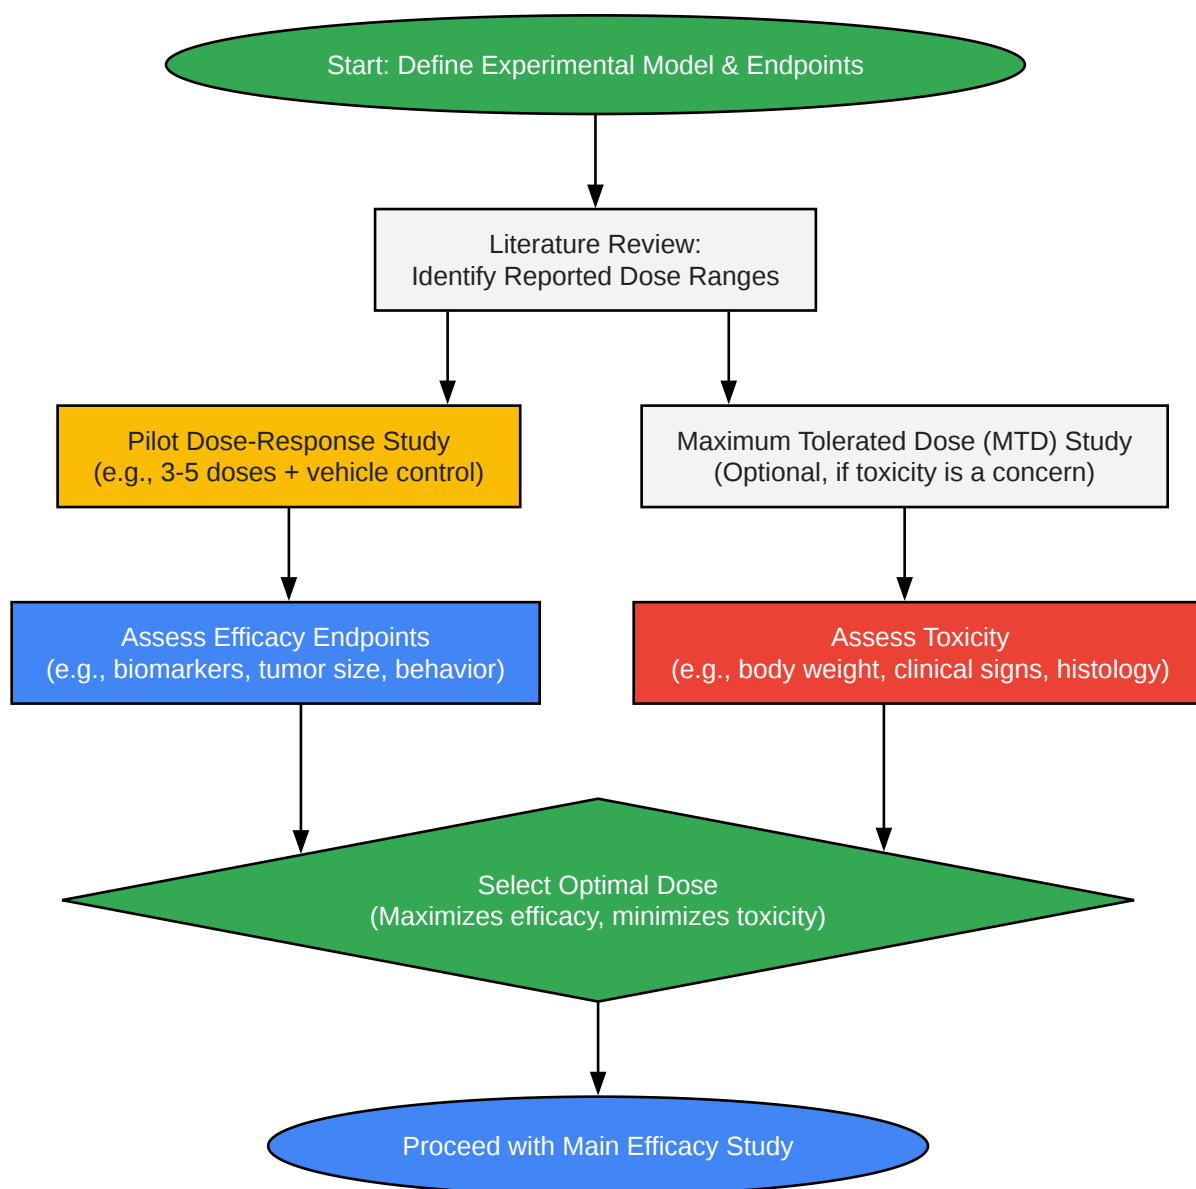 Start: Define Experimental Model & Endpoints
Literature Review:
Identify Reported Dose Ranges
Pilot Dose-Response Study
(e.g., 3-5 doses + vehicle control)
Maximum Tolerated Dose (MTD) Study
(Optional, if toxicity is a concern)
Assess Efficacy Endpoints
(e.g., biomarkers, tumor size, behavior)
Assess Toxicity
(e.g., body weight, clinical signs, histology)
Select Optimal Dose
(Maximizes efficacy, minimizes toxicity)
Proceed with Main Efficacy Study